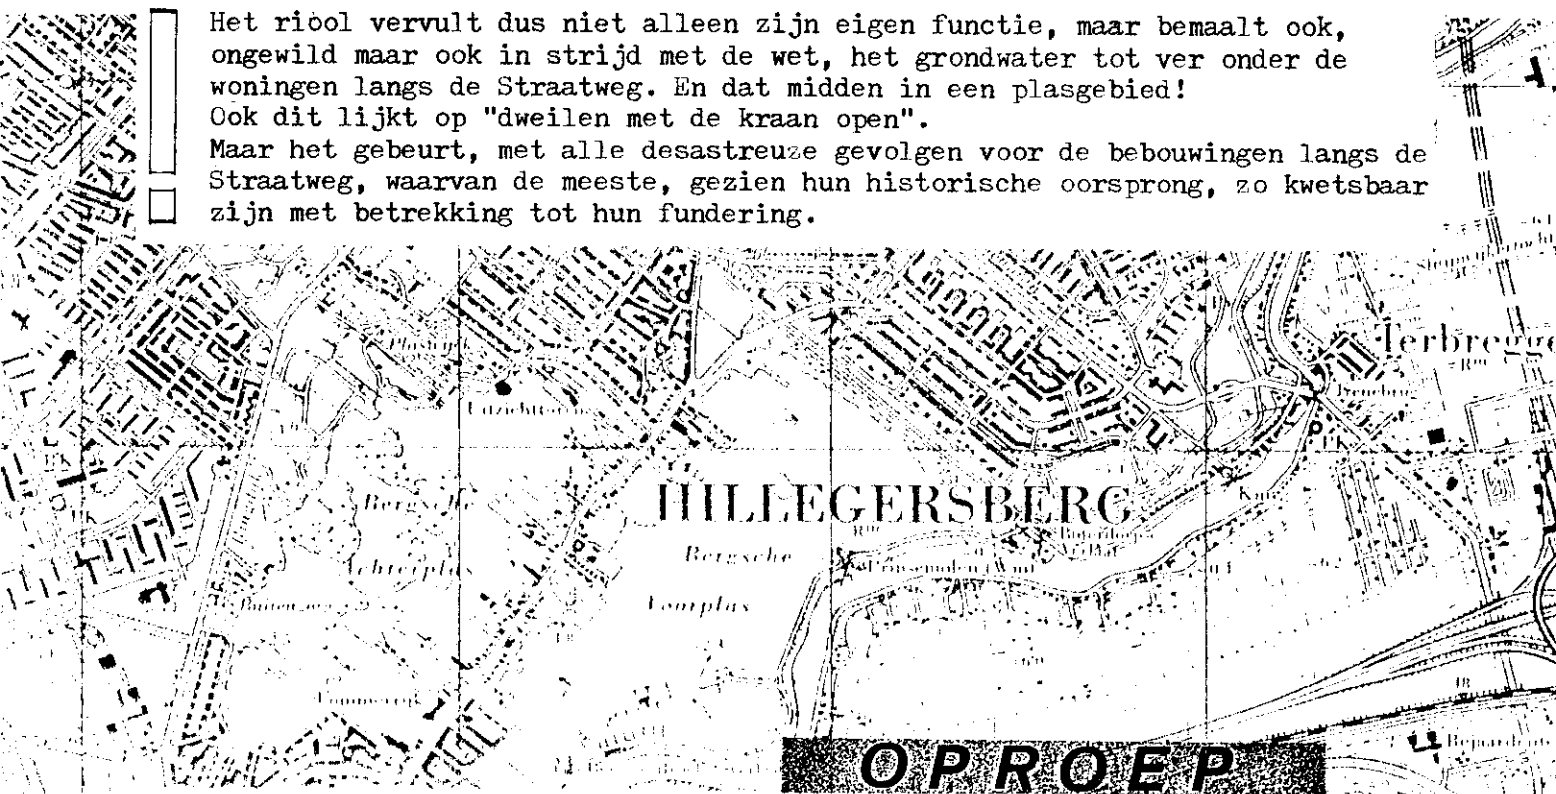 Het riool vervult dus niet alleen zijn eigen functie, maar bemaalt ook,
ongewild maar ook in strijd met de wet, het grondwater tot ver onder de
woningen langs de Straatweg. En dat midden in een plasgebied!
Ook dit lijkt op "dweilen met de kraan open".
Maar het gebeurt, met alle desastreuze gevolgen voor de bebouwingen langs de
Straatweg, waarvan de meeste, gezien hun historische oorsprong, zo kwetsbaar
zijn met betrekking tot hun fundering.
Terbregge
Irenebrug
HILLEGERSBERG
Bergsche
Achterplas
Bergsche
Voorplas
Prinsemolen
OPROEP